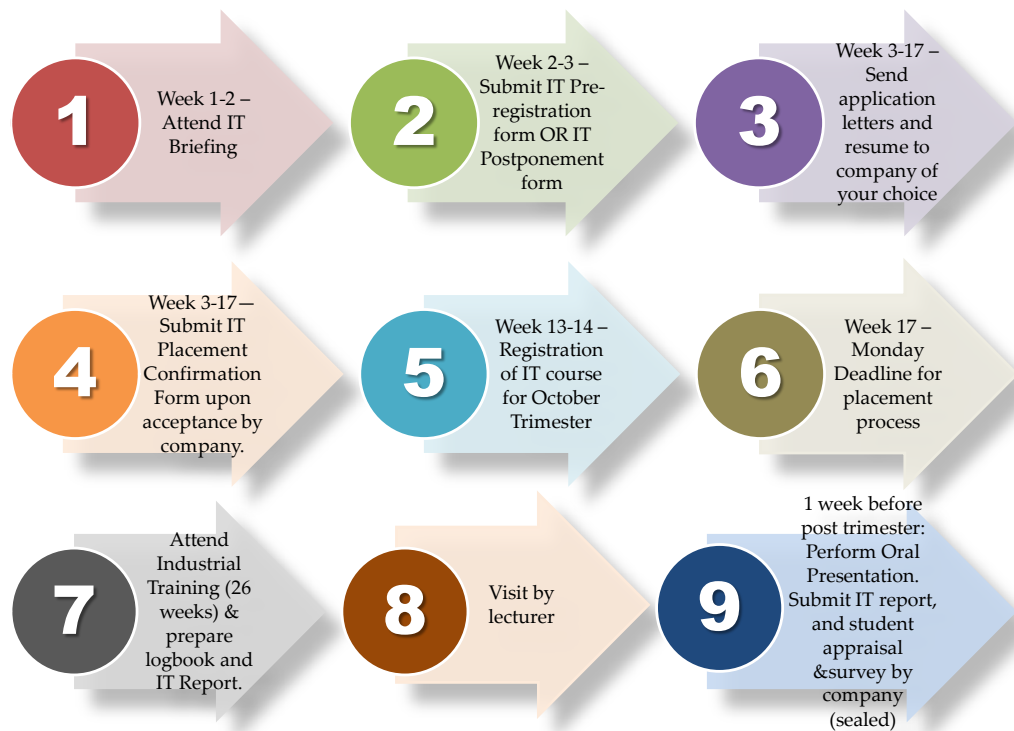 1
Week 1-2 –
Attend IT
Briefing
2
Week 2-3 –
Submit IT Pre-
registration
form OR IT
Postponement
form
3
Week 3-17 –
Send
application
letters and
resume to
company of
your choice
4
Week 3-17—
Submit IT
Placement
Confirmation
Form upon
acceptance by
company.
5
Week 13-14 –
Registration
of IT course
for October
Trimester
6
Week 17 –
Monday
Deadline for
placement
process
7
Attend
Industrial
Training (26
weeks) &
prepare
logbook and
IT Report.
8
Visit by
lecturer
9
1 week before
post trimester:
Perform Oral
Presentation.
Submit IT report,
and student
appraisal
&survey by
company
(sealed)